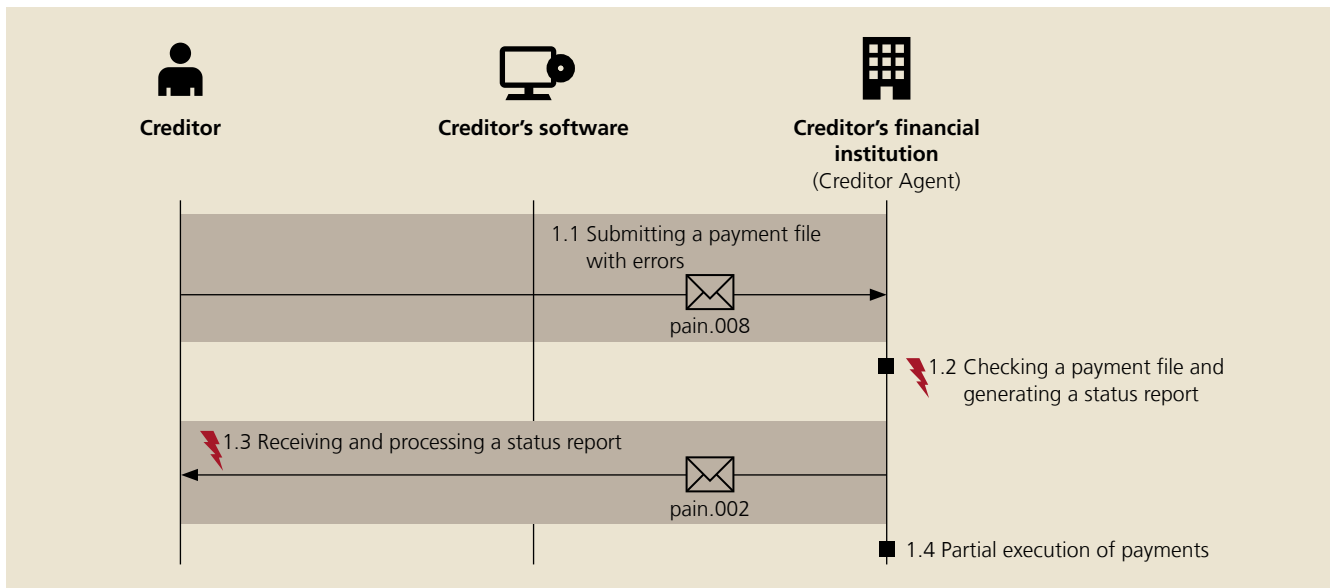 Creditor
Creditor's software
Creditor's financial
institution
(Creditor Agent)
1.1 Submitting a payment file
with errors
pain.008
1.2 Checking a payment file and
generating a status report
1.3 Receiving and processing a status report
pain.002
1.4 Partial execution of payments